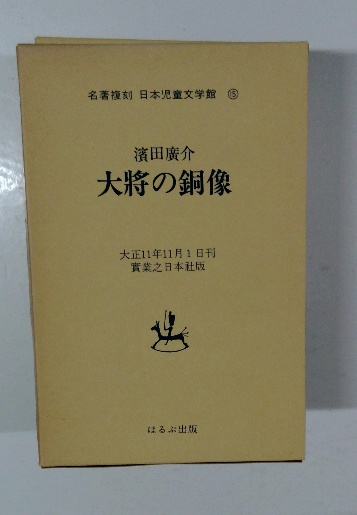 名著複刻 日本児童文学館 ⑮
濱田廣介
大將の銅像
大正11年11月1日刊
實業之日本社版
ほるぷ出版